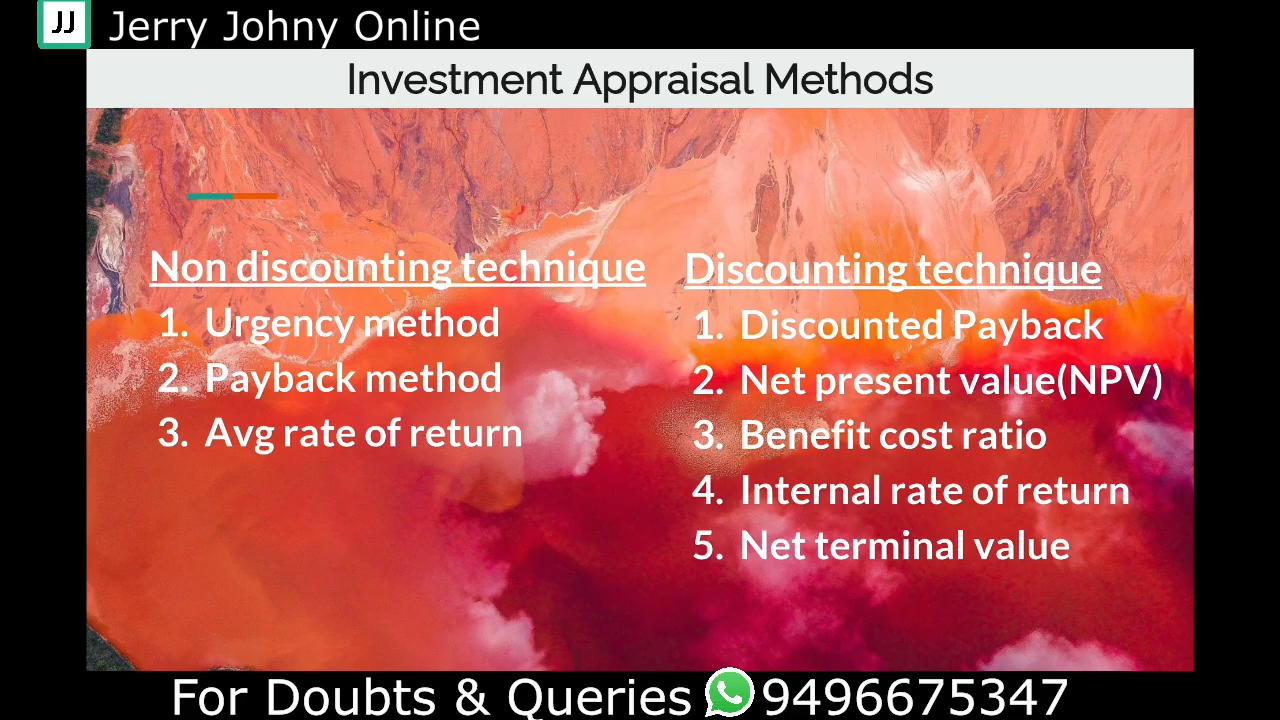 JJ Jerry Johny Online
Investment Appraisal Methods
Non discounting technique
1. Urgency method
2. Payback method
3. Avg rate of return
Discounting technique
1. Discounted Payback
2. Net present value(NPV)
3. Benefit cost ratio
4. Internal rate of return
5. Net terminal value
For Doubts & Queries 9496675347